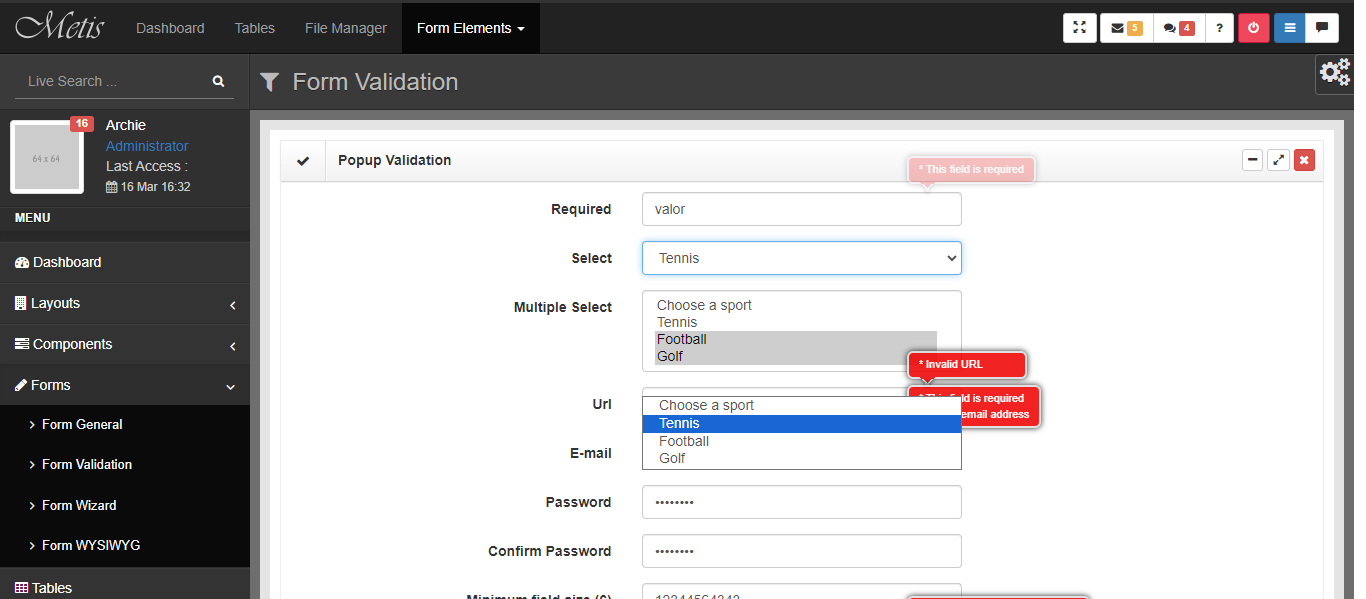 Metis
Dashboard
Tables
File Manager
Form Elements
5
4
?
Live Search ...
Form Validation
64 x 64
16
Archie
Administrator
Last Access :
16 Mar 16:32
MENU
Dashboard
Layouts
Components
Forms
Form General
Form Validation
Form Wizard
Form WYSIWYG
Tables
Popup Validation
* This field is required
Required
valor
Select
Tennis
Multiple Select
Choose a sport
Tennis
Football
Golf
* Invalid URL
Url
field is required
email address
Choose a sport
Tennis
Football
Golf
E-mail
Password
••••••••
Confirm Password
••••••••
Minimum field size (6)